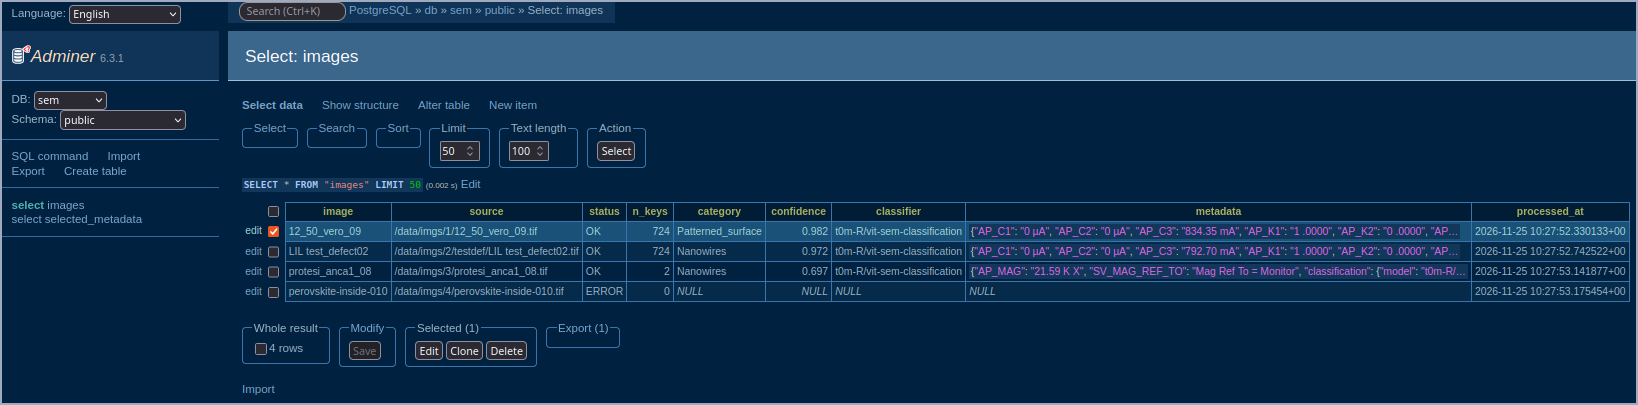 Language: English
Search (Ctrl+K) PostgreSQL » db » sem » public » Select: images
Adminer 6.3.1
Select: images
DB: sem
Schema: public
SQL command Import
Export Create table
select images
select selected_metadata
Select data Show structure Alter table New item
Select Search Sort Limit Text length Action
50 100 Select
SELECT * FROM "images" LIMIT 50 (0.002 s) Edit
image source status n_keys category confidence classifier metadata processed_at
edit 12_50_vero_09 /data/imgs/1/12_50_vero_09.tif OK 724 Patterned_surface 0.982 t0m-R/vit-sem-classification {"AP_C1": "0 µA", "AP_C2": "0 µA", "AP_C3": "834.35 mA", "AP_K1": "1 .0000", "AP_K2": "0 .0000", "AP… 2026-11-25 10:27:52.330133+00
edit LIL test_defect02 /data/imgs/2/testdef/LIL test_defect02.tif OK 724 Nanowires 0.972 t0m-R/vit-sem-classification {"AP_C1": "0 µA", "AP_C2": "0 µA", "AP_C3": "792.70 mA", "AP_K1": "1 .0000", "AP_K2": "0 .0000", "AP… 2026-11-25 10:27:52.742522+00
edit protesi_anca1_08 /data/imgs/3/protesi_anca1_08.tif OK 2 Nanowires 0.697 t0m-R/vit-sem-classification {"AP_MAG": "21.59 K X", "SV_MAG_REF_TO": "Mag Ref To = Monitor", "classification": {"model": "t0m-R/… 2026-11-25 10:27:53.141877+00
edit perovskite-inside-010 /data/imgs/4/perovskite-inside-010.tif ERROR 0 NULL NULL NULL NULL 2026-11-25 10:27:53.175454+00
Whole result Modify Selected (1) Export (1)
4 rows Save Edit Clone Delete
Import